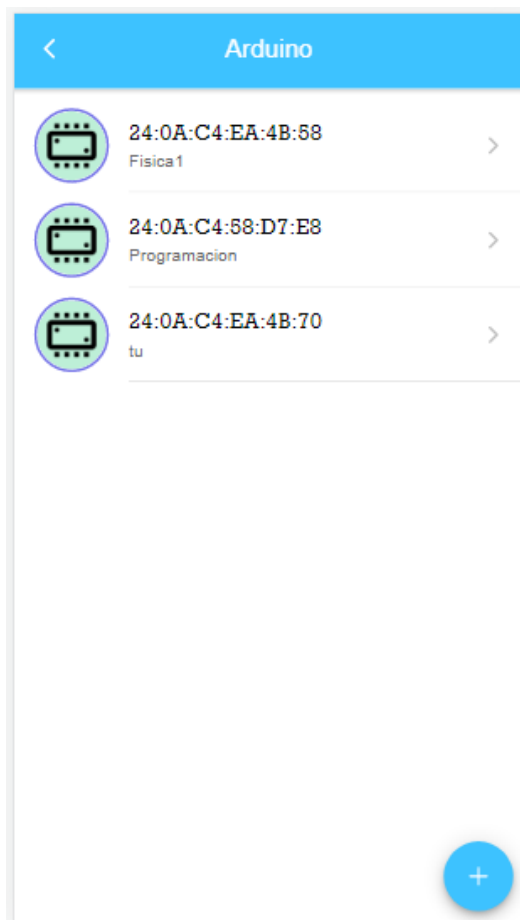 Arduino
24:0A:C4:EA:4B:58
Fisica1
24:0A:C4:58:D7:E8
Programacion
24:0A:C4:EA:4B:70
tu